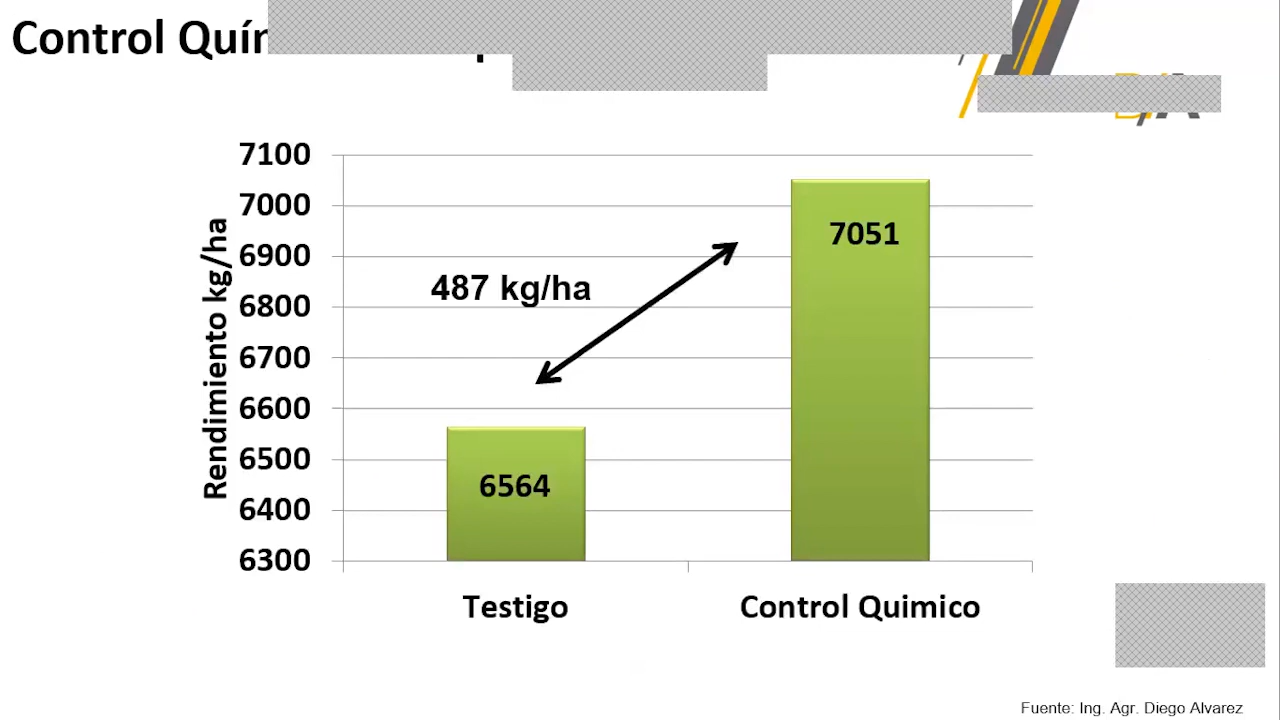 Control
7100
7000
6900
6800
6700
6600
6500
6400
6300
Rendimiento kg/ha
487 kg/ha
7051
6564
Testigo
Control Quimico
Fuente: Ing. Agr. Diego Alvarez